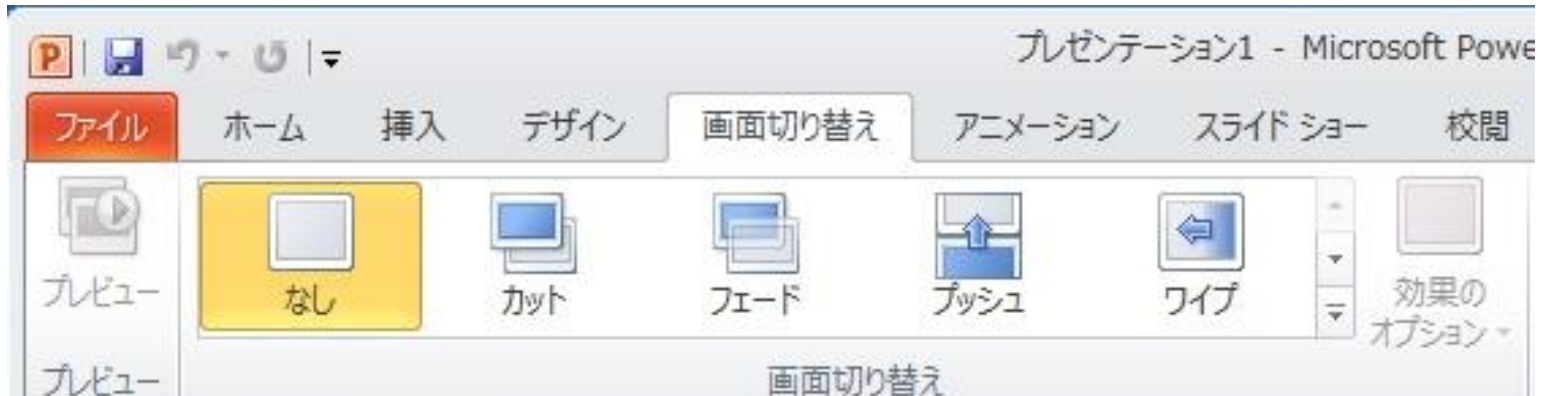 プレゼンテーション1 - Microsoft Powe
ファイル ホーム 挿入 デザイン 画面切り替え アニメーション スライド ショー 校閲
プレビュー なし カット フェード プッシュ ワイプ 効果の
オプション
プレビュー 画面切り替え